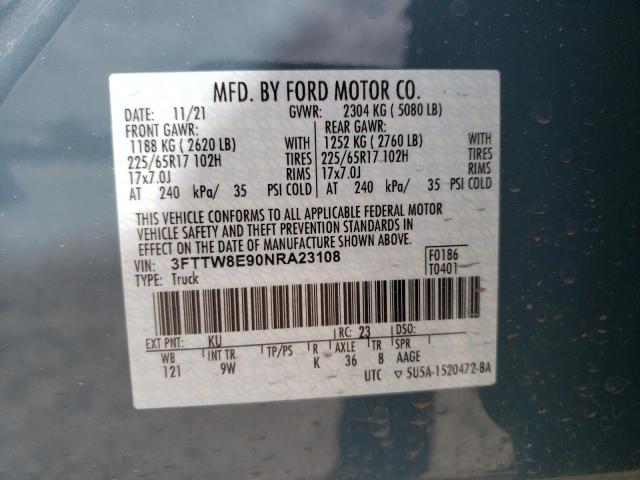 MFD. BY FORD MOTOR CO.
DATE: 11/21 GVWR: 2304 KG ( 5080 LB)
FRONT GAWR: REAR GAWR:
1188 KG ( 2620 LB) WITH 1252 KG ( 2760 LB) WITH
225/65R17 102H TIRES 225/65R17 102H TIRES
17x7.0J RIMS 17x7.0J RIMS
AT 240 kPa/ 35 PSI COLD AT 240 kPa/ 35 PSI COLD
THIS VEHICLE CONFORMS TO ALL APPLICABLE FEDERAL MOTOR
VEHICLE SAFETY AND THEFT PREVENTION STANDARDS IN EFFECT
ON THE DATE OF MANUFACTURE SHOWN ABOVE.
VIN: 3FTTW8E90NRA23108 F0186
TYPE: Truck T0401
EXT PNT: KU RC: 23 DSO:
WB INT TR TP/PS R AXLE TR SPR
121 9W K 36 8 AAGE
UTC ▽ 5U5A-1520472-BA